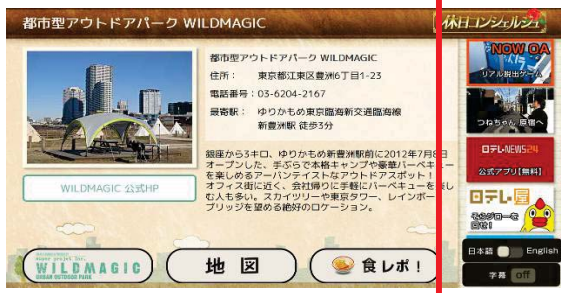 都市型アウトドアパーク WILDMAGIC
休日コンシェルジュ
都市型アウトドアパーク WILDMAGIC
住所： 東京都江東区豊洲6丁目1-23
電話番号：03-6204-2167
最寄駅： ゆりかもめ東京臨海新交通臨海線
新豊洲駅 徒歩3分
銀座から3キロ、ゆりかもめ新豊洲駅前に2012年7月8日
オープンした、手ぶらで本格キャンプや豪華バーベキュー
を楽しめるアーバンテイストなアウトドアスポット！
オフィス街に近く、会社帰りに手軽にバーベキューを楽し
む人も多い。スカイツリーや東京タワー、レインボー
ブリッジを望める絶好のロケーション。
WILDMAGIC 公式HP
WILDMAGIC
URBAN OUTDOOR PARK
地 図
食レポ！
NOW OA
リアル脱出ゲーム
つねちゃん 原宿へ
日テレNEWS24
公式アプリ【無料】
日テレ屋
そらジローを
回せ！
日本語 English
字幕 off